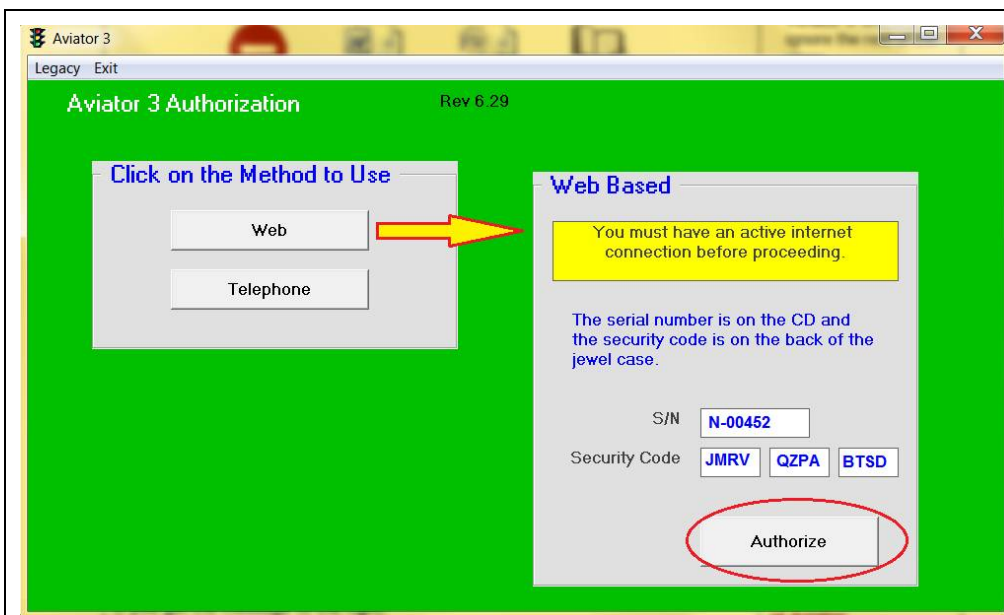 Aviator 3
Legacy Exit
Aviator 3 Authorization Rev 6.29
Click on the Method to Use
Web
Telephone
Web Based
You must have an active internet
connection before proceeding.
The serial number is on the CD and
the security code is on the back of the
jewel case.
S/N N-00452
Security Code JMRV QZPA BTSD
Authorize